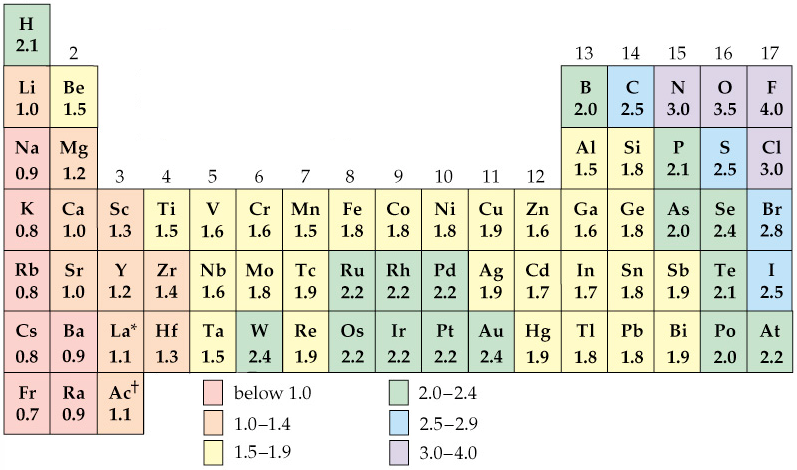 H
2.1
2 13 14 15 16 17
Li Be B C N O F
1.0 1.5 2.0 2.5 3.0 3.5 4.0
Na Mg Al Si P S Cl
0.9 1.2 1.5 1.8 2.1 2.5 3.0
3 4 5 6 7 8 9 10 11 12
K Ca Sc Ti V Cr Mn Fe Co Ni Cu Zn Ga Ge As Se Br
0.8 1.0 1.3 1.5 1.6 1.6 1.5 1.8 1.8 1.8 1.9 1.6 1.6 1.8 2.0 2.4 2.8
Rb Sr Y Zr Nb Mo Tc Ru Rh Pd Ag Cd In Sn Sb Te I
0.8 1.0 1.2 1.4 1.6 1.8 1.9 2.2 2.2 2.2 1.9 1.7 1.7 1.8 1.9 2.1 2.5
Cs Ba La* Hf Ta W Re Os Ir Pt Au Hg Tl Pb Bi Po At
0.8 0.9 1.1 1.3 1.5 2.4 1.9 2.2 2.2 2.2 2.4 1.9 1.8 1.8 1.9 2.0 2.2
Fr Ra Ac†
0.7 0.9 1.1
below 1.0 2.0–2.4
1.0–1.4 2.5–2.9
1.5–1.9 3.0–4.0